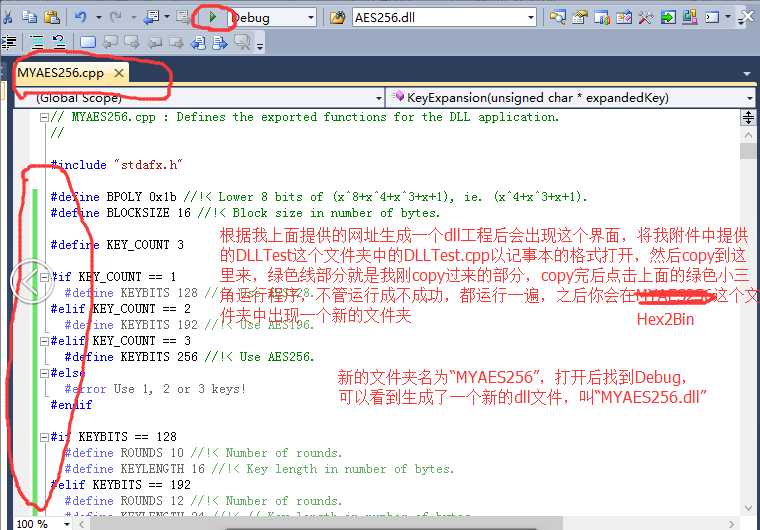 Debug
AES256.dll
MYAES256.cpp
(Global Scope)
KeyExpansion(unsigned char * expandedKey)
// MYAES256.cpp : Defines the exported functions for the DLL application.
//
#include "stdafx.h"
#define BPOLY 0x1b //!< Lower 8 bits of (x^8+x^4+x^3+x+1), ie. (x^4+x^3+x+1).
#define BLOCKSIZE 16 //!< Block size in number of bytes.
#define KEY_COUNT 3
根据我上面提供的网址生成一个dll工程后会出现这个界面，将我附件中提供
的DLLTest这个文件夹中的DLLTest.cpp以记事本的格式打开，然后copy到这
里来，绿色线部分就是我刚copy过来的部分，copy完后点击上面的绿色小三
角运行程序，不管运行成不成功，都运行一遍，之后你会在MYAES256这个文
件夹中出现一个新的文件夹
Hex2Bin
#if KEY_COUNT == 1
#define KEYBITS 128 //!< Use AES128.
#elif KEY_COUNT == 2
#define KEYBITS 192 //!< Use AES196.
#elif KEY_COUNT == 3
#define KEYBITS 256 //!< Use AES256.
#else
#error Use 1, 2 or 3 keys!
#endif
新的文件夹名为“MYAES256”，打开后找到Debug，
可以看到生成了一个新的dll文件，叫“MYAES256.dll”
#if KEYBITS == 128
#define ROUNDS 10 //!< Number of rounds.
#define KEYLENGTH 16 //!< Key length in number of bytes.
#elif KEYBITS == 192
#define ROUNDS 12 //!< Number of rounds.
#define KEYLENGTH 24 //!< // Key length in number of bytes.
100 %